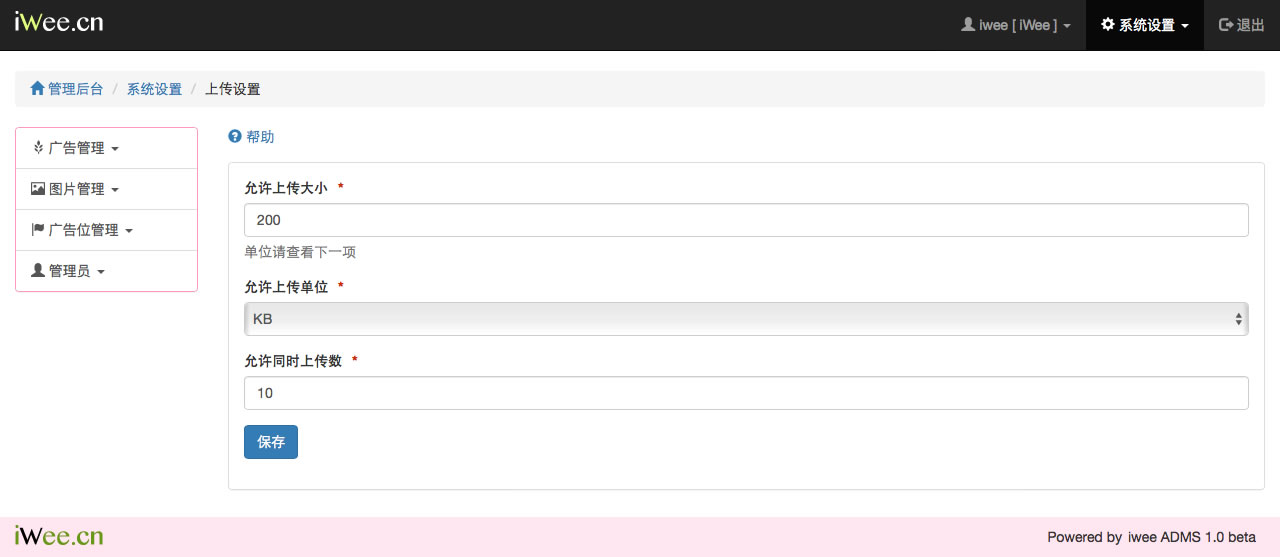 iWee.cn
iwee [ iWee ] 系统设置 退出
管理后台 / 系统设置 / 上传设置
广告管理
图片管理
广告位管理
管理员
帮助
允许上传大小 *
200
单位请查看下一项
允许上传单位 *
KB
允许同时上传数 *
10
保存
iWee.cn
Powered by iwee ADMS 1.0 beta